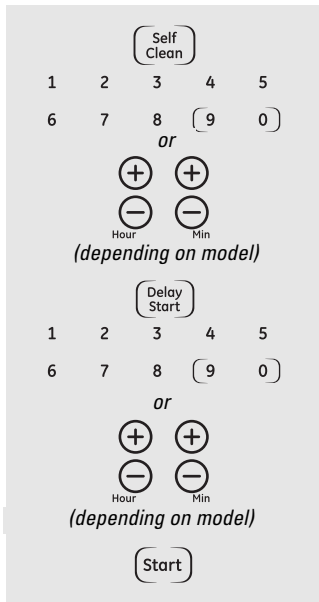 Self
Clean
1 2 3 4 5
6 7 8 9 0
or
+ +
− −
Hour Min
(depending on model)
Delay
Start
1 2 3 4 5
6 7 8 9 0
or
+ +
− −
Hour Min
(depending on model)
Start